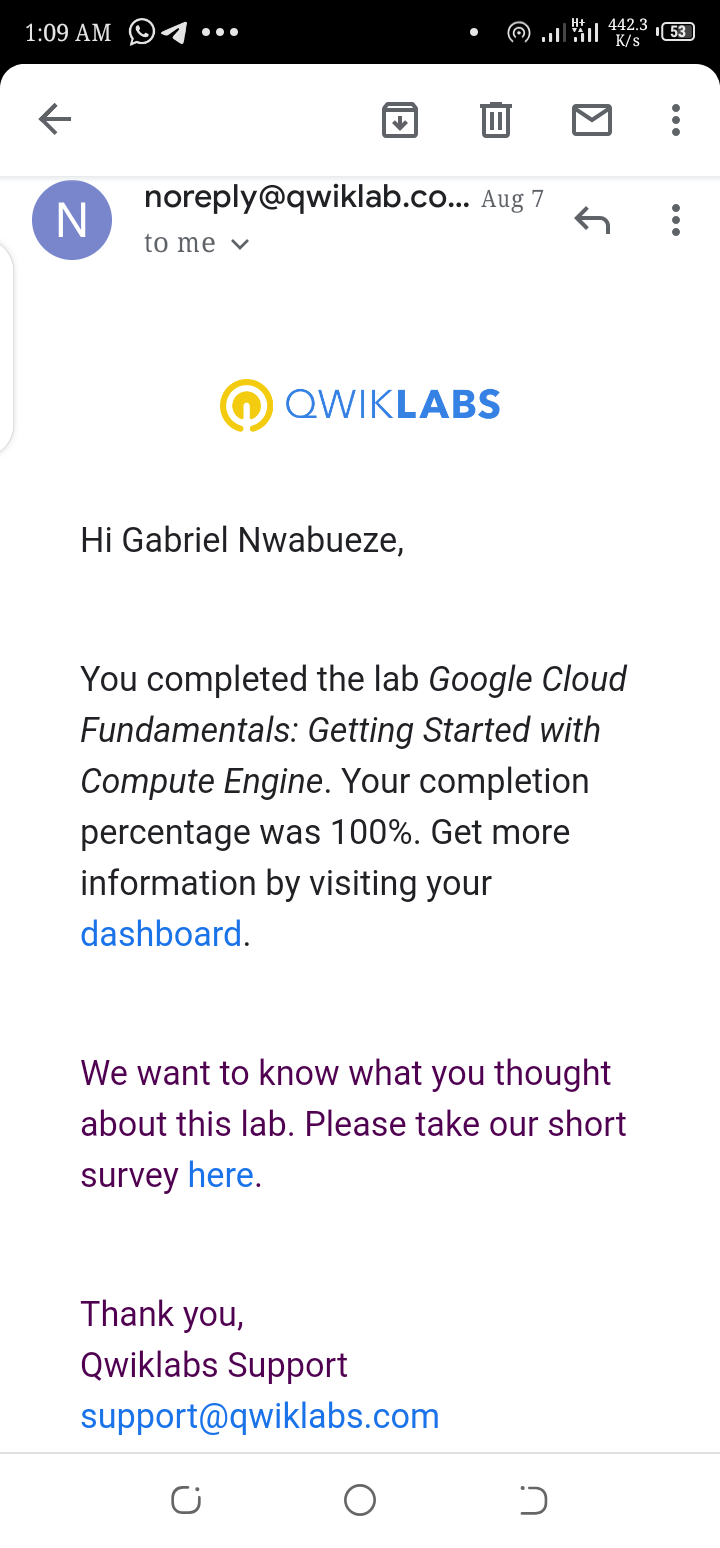 1:09 AM
H+
442.3
K/s
53
noreply@qwiklab.co... Aug 7
N
to me
QWIKLABS
Hi Gabriel Nwabueze,
You completed the lab Google Cloud
Fundamentals: Getting Started with
Compute Engine. Your completion
percentage was 100%. Get more
information by visiting your
dashboard.
We want to know what you thought
about this lab. Please take our short
survey here.
Thank you,
Qwiklabs Support
support@qwiklabs.com